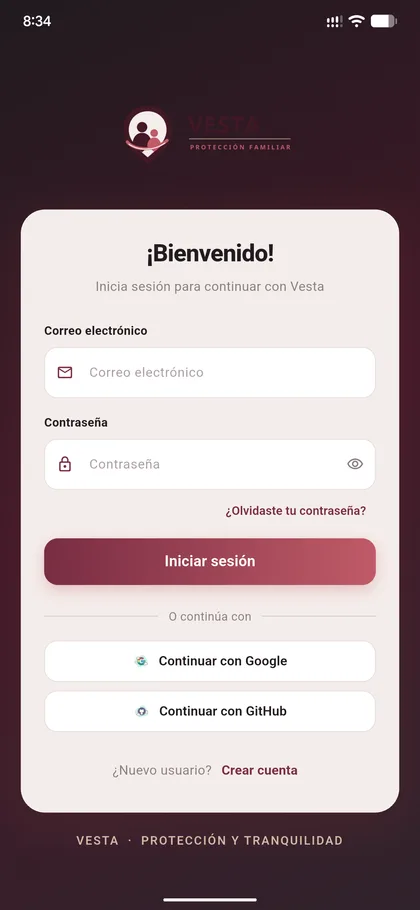 8:34
VESTA
PROTECCIÓN FAMILIAR
¡Bienvenido!
Inicia sesión para continuar con Vesta
Correo electrónico
Correo electrónico
Contraseña
Contraseña
¿Olvidaste tu contraseña?
Iniciar sesión
O continúa con
Continuar con Google
Continuar con GitHub
¿Nuevo usuario? Crear cuenta
VESTA · PROTECCIÓN Y TRANQUILIDAD